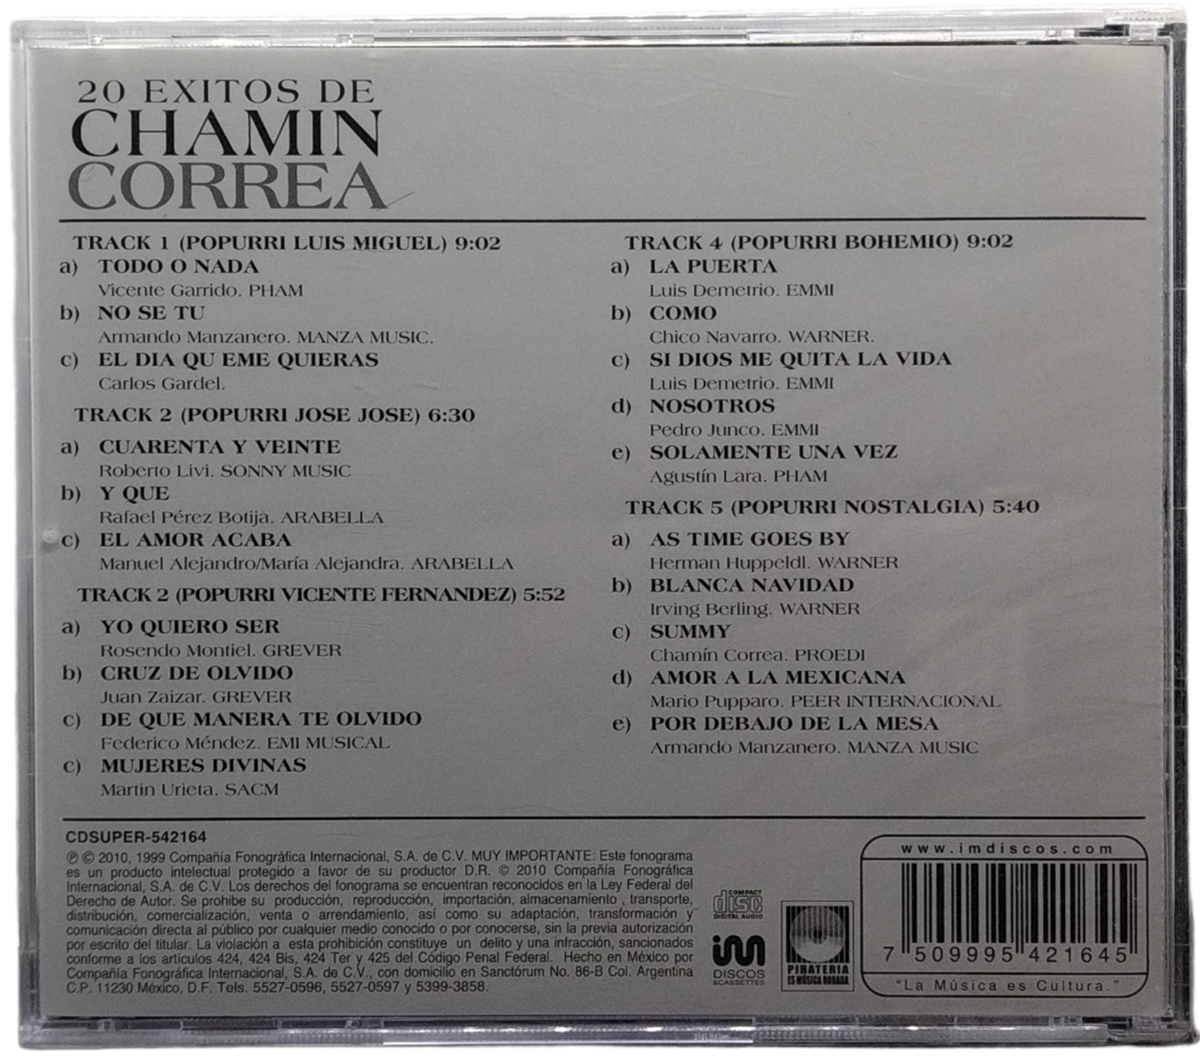 20 EXITOS DE
CHAMIN
CORREA
TRACK 1 (POPURRI LUIS MIGUEL) 9:02
a) TODO O NADA
Vicente Garrido. PHAM
b) NO SE TU
Armando Manzanero. MANZA MUSIC.
c) EL DIA QU EME QUIERAS
Carlos Gardel.
TRACK 2 (POPURRI JOSE JOSE) 6:30
a) CUARENTA Y VEINTE
Roberto Livi. SONNY MUSIC
b) Y QUE
Rafael Pérez Botija. ARABELLA
c) EL AMOR ACABA
Manuel Alejandro/María Alejandra. ARABELLA
TRACK 2 (POPURRI VICENTE FERNANDEZ) 5:52
a) YO QUIERO SER
Rosendo Montiel. GREVER
b) CRUZ DE OLVIDO
Juan Zaizar. GREVER
c) DE QUE MANERA TE OLVIDO
Federico Méndez. EMI MUSICAL
c) MUJERES DIVINAS
Martín Urieta. SACM
TRACK 4 (POPURRI BOHEMIO) 9:02
a) LA PUERTA
Luis Demetrio. EMMI
b) COMO
Chico Navarro. WARNER.
c) SI DIOS ME QUITA LA VIDA
Luis Demetrio. EMMI
d) NOSOTROS
Pedro Junco. EMMI
e) SOLAMENTE UNA VEZ
Agustín Lara. PHAM
TRACK 5 (POPURRI NOSTALGIA) 5:40
a) AS TIME GOES BY
Herman Huppeldl. WARNER
b) BLANCA NAVIDAD
Irving Berling. WARNER
c) SUMMY
Chamín Correa. PROEDI
d) AMOR A LA MEXICANA
Mario Pupparo. PEER INTERNACIONAL
e) POR DEBAJO DE LA MESA
Armando Manzanero. MANZA MUSIC
CDSUPER-542164
℗ © 2010, 1999 Compañía Fonográfica Internacional, S.A. de C.V. MUY IMPORTANTE: Este fonograma
es un producto intelectual protegido a favor de su productor D.R. © 2010 Compañía Fonográfica
Internacional, S.A. de C.V. Los derechos del fonograma se encuentran reconocidos en la Ley Federal del
Derecho de Autor. Se prohibe su producción, reproducción, importación, almacenamiento , transporte,
distribución, comercialización, venta o arrendamiento, así como su adaptación, transformación y
comunicación directa al público por cualquier medio conocido o por conocerse, sin la previa autorización
por escrito del titular. La violación a esta prohibición constituye un delito y una infracción, sancionados
conforme a los artículos 424, 424 Bis, 424 Ter y 425 del Código Penal Federal. Hecho en México por
Compañía Fonográfica Internacional, S.A. de C.V., con domicilio en Sanctórum No. 86-B Col. Argentina
C.P. 11230 México, D.F. Tels. 5527-0596, 5527-0597 y 5399-3858.
COMPACT
disc
DIGITAL AUDIO
im
DISCOS
&CASSETTES
PIRATERIA
ES MÚSICA ROBADA
www.imdiscos.com
7 509995 421645
"La Música es Cultura."